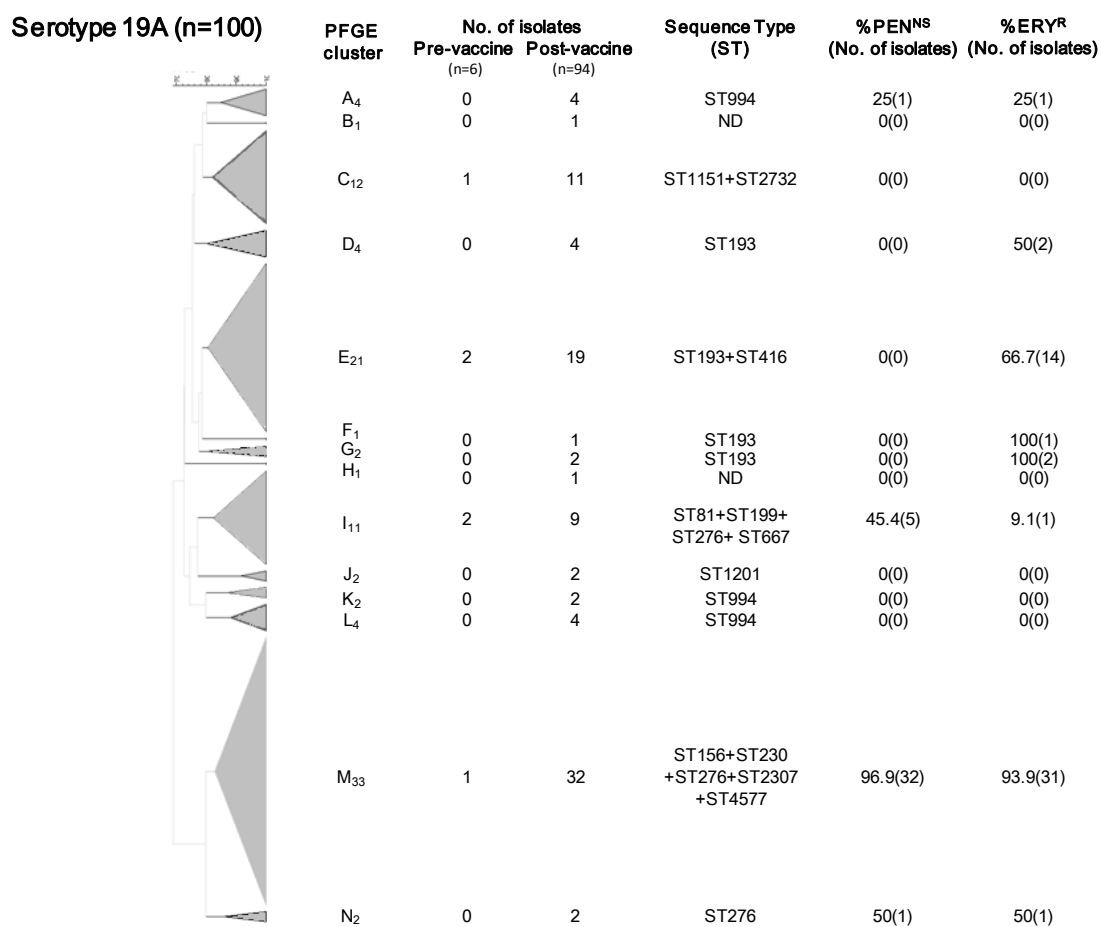 Serotype 19A (n=100)
PFGE cluster No. of isolates Sequence Type (ST) %PENNS (No. of isolates) %ERYR (No. of isolates)
Pre-vaccine (n=6) Post-vaccine (n=94)
A4 0 4 ST994 25(1) 25(1)
B1 0 1 ND 0(0) 0(0)
C12 1 11 ST1151+ST2732 0(0) 0(0)
D4 0 4 ST193 0(0) 50(2)
E21 2 19 ST193+ST416 0(0) 66.7(14)
F1 0 1 ST193 0(0) 100(1)
G2 0 2 ST193 0(0) 100(2)
H1 0 1 ND 0(0) 0(0)
I11 2 9 ST81+ST199+ ST276+ ST667 45.4(5) 9.1(1)
J2 0 2 ST1201 0(0) 0(0)
K2 0 2 ST994 0(0) 0(0)
L4 0 4 ST994 0(0) 0(0)
M33 1 32 ST156+ST230 +ST276+ST2307 +ST4577 96.9(32) 93.9(31)
N2 0 2 ST276 50(1) 50(1)